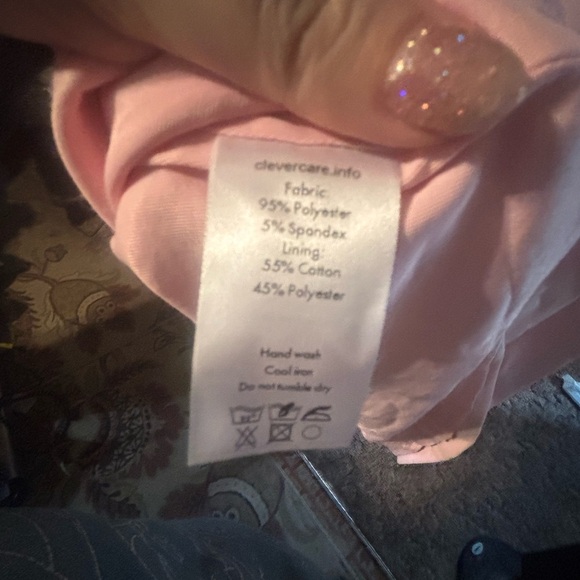 clevercare.info
Fabric:
95% Polyester
5% Spandex
Lining:
55% Cotton
45% Polyester
Hand wash
Cool iron
Do not tumble dry